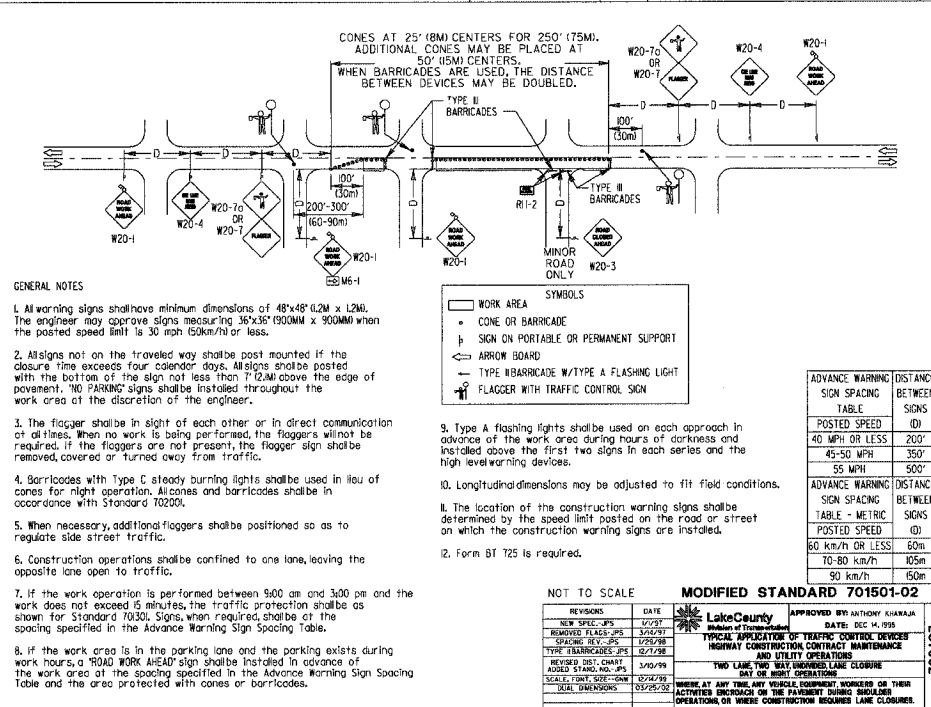 CONES AT 25' (8M) CENTERS FOR 250' (75M).
ADDITIONAL CONES MAY BE PLACED AT
50' (15M) CENTERS.
WHEN BARRICADES ARE USED, THE DISTANCE
BETWEEN DEVICES MAY BE DOUBLED.
TYPE III
BARRICADES
W20-7a
OR
W20-7
FLAGGER
W20-4
W20-1
ROAD
WORK
AHEAD
D
D
D
100'
(30m)
D
D
D
100'
(30m)
200'-300'
(60-90m)
D
D
D
TYPE III
BARRICADES
R11-2
ROAD
WORK
AHEAD
W20-1
W20-4
W20-7a
OR
W20-7
FLAGGER
ROAD
WORK
AHEAD
W20-1
M6-1
ROAD
WORK
AHEAD
W20-1
MINOR
ROAD
ONLY
ROAD
CLOSED
AHEAD
W20-3
GENERAL NOTES
1. All warning signs shall have minimum dimensions of 48"x48" (1.2M x 1.2M).
The engineer may approve signs measuring 36"x36" (900MM x 900MM) when
the posted speed limit is 30 mph (50km/h) or less.
2. All signs not on the traveled way shall be post mounted if the
closure time exceeds four calendar days. All signs shall be posted
with the bottom of the sign not less than 7' (2.1M) above the edge of
pavement. "NO PARKING" signs shall be installed throughout the
work area at the discretion of the engineer.
3. The flagger shall be in sight of each other or in direct communication
at all times. When no work is being performed, the flaggers will not be
required. If the flaggers are not present, the flagger sign shall be
removed, covered or turned away from traffic.
4. Barricades with Type C steady burning lights shall be used in lieu of
cones for night operation. All cones and barricades shall be in
accordance with Standard 702001.
5. When necessary, additional flaggers shall be positioned so as to
regulate side street traffic.
6. Construction operations shall be confined to one lane, leaving the
opposite lane open to traffic.
7. If the work operation is performed between 9:00 am and 3:00 pm and the
work does not exceed 15 minutes, the traffic protection shall be as
shown for Standard 701301. Signs, when required, shall be at the
spacing specified in the Advance Warning Sign Spacing Table.
8. If the work area is in the parking lane and the parking exists during
work hours, a "ROAD WORK AHEAD" sign shall be installed in advance of
the work area at the spacing specified in the Advance Warning Sign Spacing
Table and the area protected with cones or barricades.
SYMBOLS
WORK AREA
CONE OR BARRICADE
SIGN ON PORTABLE OR PERMANENT SUPPORT
ARROW BOARD
TYPE II BARRICADE W/TYPE A FLASHING LIGHT
FLAGGER WITH TRAFFIC CONTROL SIGN
9. Type A flashing lights shall be used on each approach in
advance of the work area during hours of darkness and
installed above the first two signs in each series and the
high level warning devices.
10. Longitudinal dimensions may be adjusted to fit field conditions.
11. The location of the construction warning signs shall be
determined by the speed limit posted on the road or street
on which the construction warning signs are installed.
12. Form BT 725 is required.
ADVANCE WARNING DISTANCE
SIGN SPACING BETWEEN
TABLE SIGNS
POSTED SPEED (D)
40 MPH OR LESS 200'
45-50 MPH 350'
55 MPH 500'
ADVANCE WARNING DISTANCE
SIGN SPACING BETWEEN
TABLE - METRIC SIGNS
POSTED SPEED (D)
60 km/h OR LESS 60m
70-80 km/h 105m
90 km/h 150m
NOT TO SCALE
MODIFIED STANDARD 701501-02
REVISIONS DATE
NEW SPEC.-JPS 1/1/97
REMOVED FLAGS-JPS 3/14/97
SPACING REV.-JPS 1/29/98
TYPE II BARRICADES-JPS 12/7/98
REVISED DIST. CHART
ADDED STAND. NO.-JPS 3/10/99
SCALE, FONT, SIZE--GNW 12/14/99
DUAL DIMENSIONS 03/25/02
LakeCounty
Division of Transportation
APPROVED BY: ANTHONY KHAWAJA
DATE: DEC 14, 1995
TYPICAL APPLICATION OF TRAFFIC CONTROL DEVICES
HIGHWAY CONSTRUCTION, CONTRACT MAINTENANCE
AND UTILITY OPERATIONS
TWO LANE, TWO WAY, UNDIVIDED, LANE CLOSURE
DAY OR NIGHT OPERATIONS
WHERE, AT ANY TIME, ANY VEHICLE, EQUIPMENT, WORKERS OR THEIR
ACTIVITIES ENCROACH ON THE PAVEMENT DURING SHOULDER
OPERATIONS, OR WHERE CONSTRUCTION REQUIRES LANE CLOSURES.